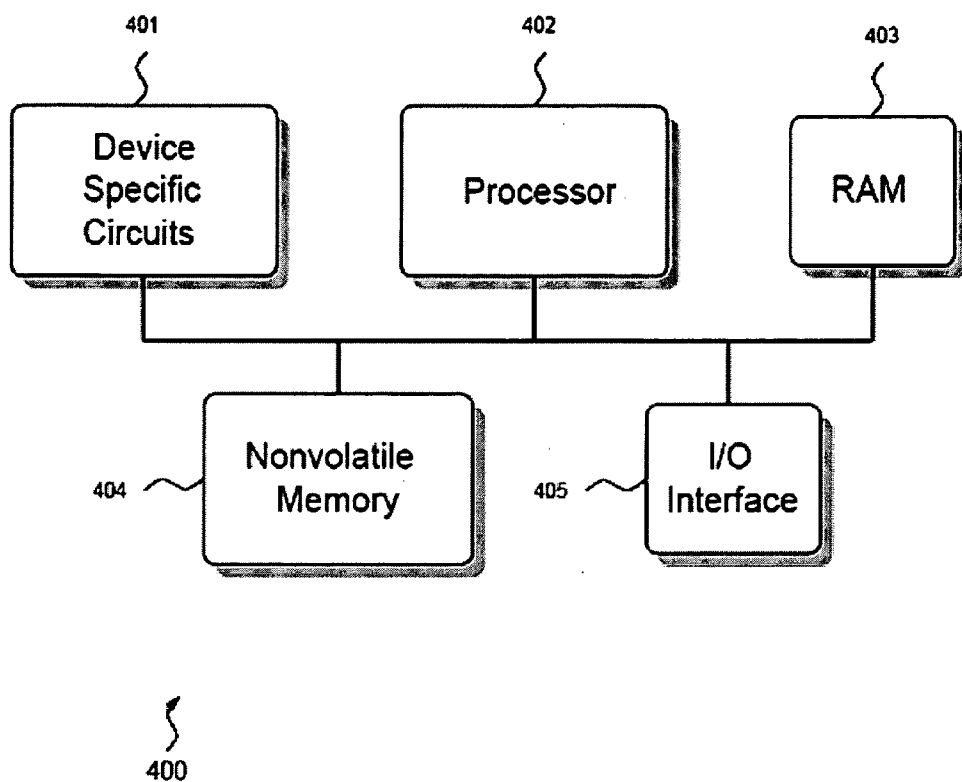 401
402
403
Device
Specific
Circuits
Processor
RAM
Nonvolatile
Memory
404
I/O
Interface
405
400